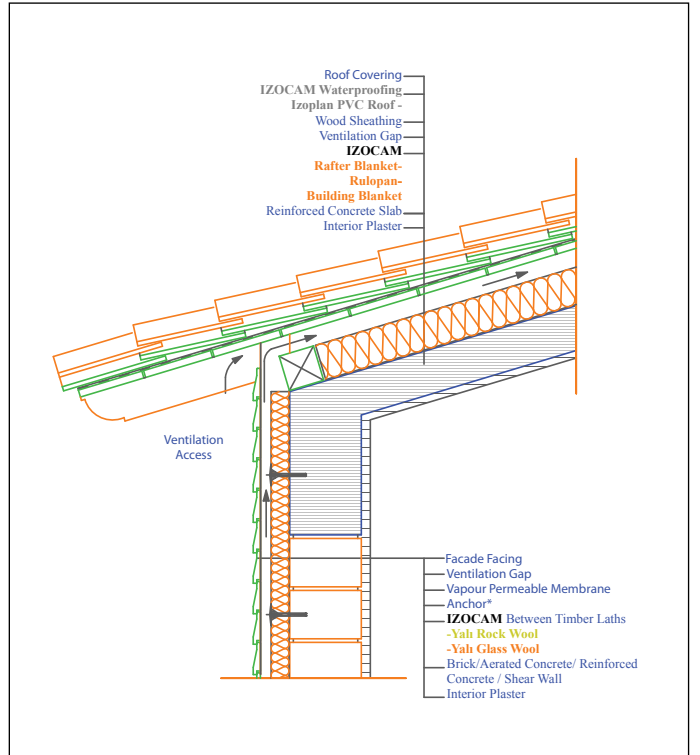 Roof Covering
IZOCAM Waterproofing
Izoplan PVC Roof -
Wood Sheathing
Ventilation Gap
IZOCAM
Rafter Blanket-
Rulopan-
Building Blanket
Reinforced Concrete Slab
Interior Plaster
Ventilation
Access
Facade Facing
Ventilation Gap
Vapour Permeable Membrane
Anchor*
IZOCAM Between Timber Laths
-Yalı Rock Wool
-Yalı Glass Wool
Brick/Aerated Concrete/ Reinforced
Concrete / Shear Wall
Interior Plaster